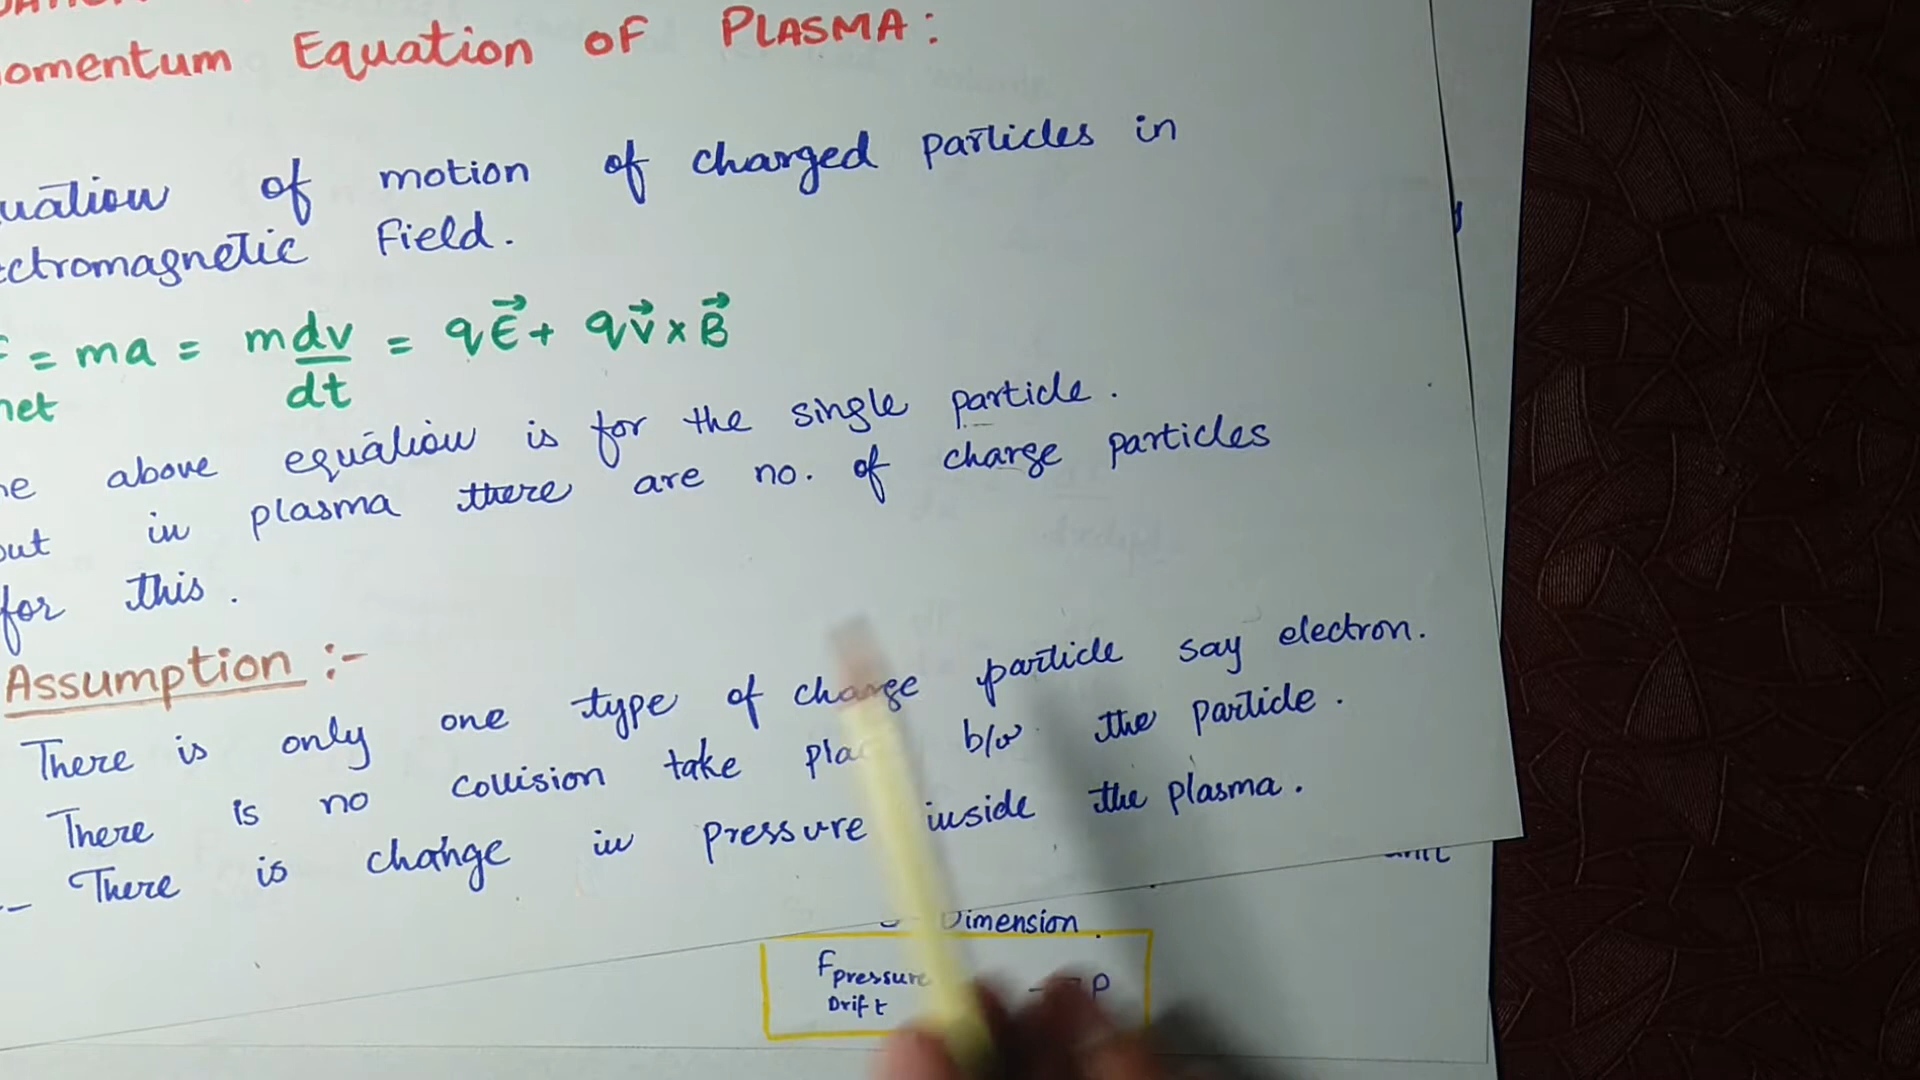 omentum Equation of PLASMA:
uation of motion of charged particles in
ctromagnetic Field.
= ma = mdv/dt = qE⃗ + qv⃗ x B⃗
net
above equation is for the single particle.
out in plasma there are no. of charge particles
for this.
Assumption :-
There is only one type of charge particle say electron.
There is no collision take pla b/w the particle.
There is change in pressure inside the plasma.
Dimension
Fpressure P
Drift